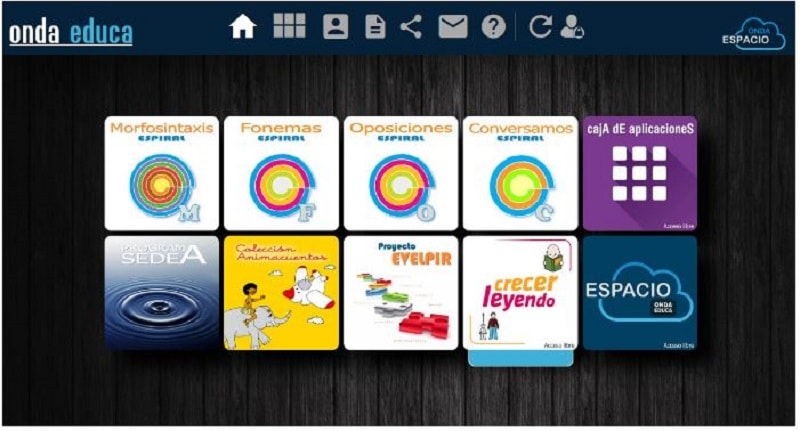 onda educa
ONDA
ESPACIO
Morfosintaxis
ESPIRAL
M
Fonemas
ESPIRAL
F
Oposiciones
ESPIRAL
O
Conversamos
ESPIRAL
C
cajA dE aplicacioneS
Acceso libre
PROGRAMA
SEDEA
Colección
Animacuentos
Proyecto
EVELPIR
crecer
leyendo
Acceso libre
ESPACIO
ONDA
EDUCA
Acceso libre